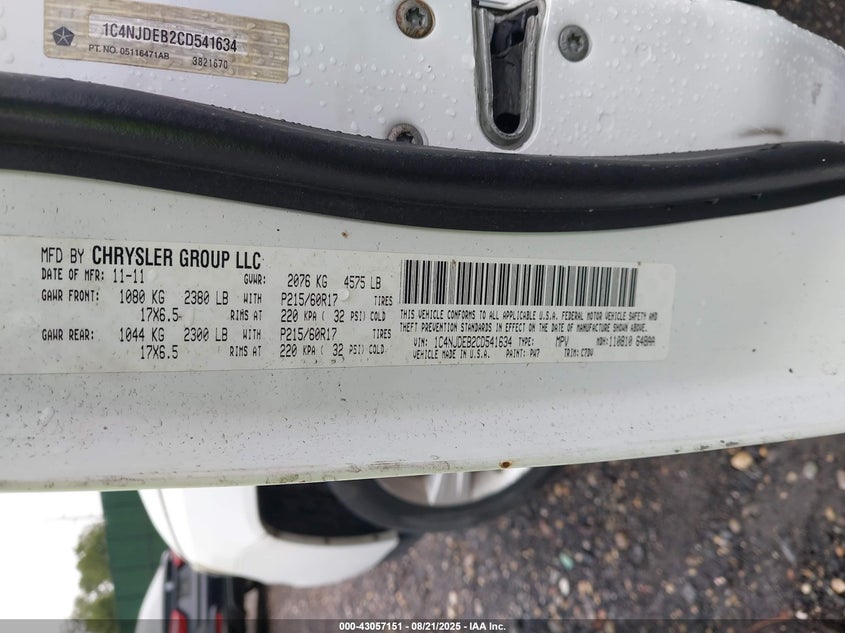 1C4NJDEB2CD541634
PT. NO. 05116471AB
3821670
MFD BY CHRYSLER GROUP LLC
DATE OF MFR: 11-11 GVWR: 2076 KG 4575 LB
GAWR FRONT: 1080 KG 2380 LB WITH P215/60R17 TIRES
17X6.5 RIMS AT 220 KPA ( 32 PSI) COLD
GAWR REAR: 1044 KG 2300 LB WITH P215/60R17 TIRES
17X6.5 RIMS AT 220 KPA ( 32 PSI) COLD
THIS VEHICLE CONFORMS TO ALL APPLICABLE U.S.A. FEDERAL MOTOR VEHICLE SAFETY AND
THEFT PREVENTION STANDARDS IN EFFECT ON THE DATE OF MANUFACTURE SHOWN ABOVE.
VIN: 1C4NJDEB2CD541634 TYPE: MPV MDH: 110810 648AA
VEHICLE MADE IN U.S.A. PAINT: PW7 TRIM: C7DV
000-43057151 - 08/21/2025 - IAA Inc.